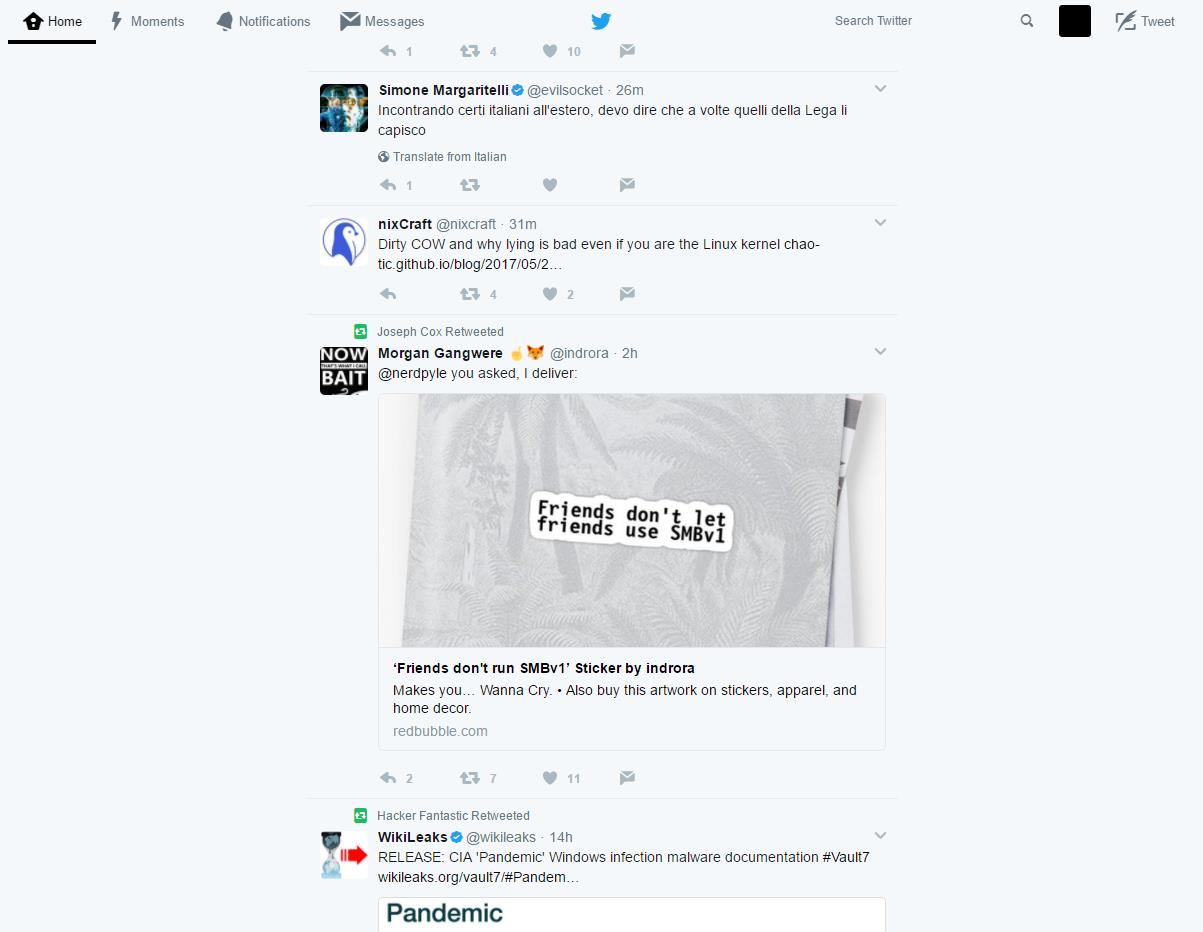 Home Moments Notifications Messages Search Twitter Tweet
1 4 10
Simone Margaritelli @evilsocket · 26m
Incontrando certi italiani all'estero, devo dire che a volte quelli della Lega li
capisco
Translate from Italian
1
nixCraft @nixcraft · 31m
Dirty COW and why lying is bad even if you are the Linux kernel chao-
tic.github.io/blog/2017/05/2…
4 2
Joseph Cox Retweeted
Morgan Gangwere ☝🦊 @indrora · 2h
NOW
THAT'S WHAT I CALL
BAIT
@nerdpyle you asked, I deliver:
Friends don't let
friends use SMBv1
‘Friends don't run SMBv1’ Sticker by indrora
Makes you… Wanna Cry. • Also buy this artwork on stickers, apparel, and
home decor.
redbubble.com
2 7 11
Hacker Fantastic Retweeted
WikiLeaks @wikileaks · 14h
RELEASE: CIA 'Pandemic' Windows infection malware documentation #Vault7
wikileaks.org/vault7/#Pandem…
Pandemic